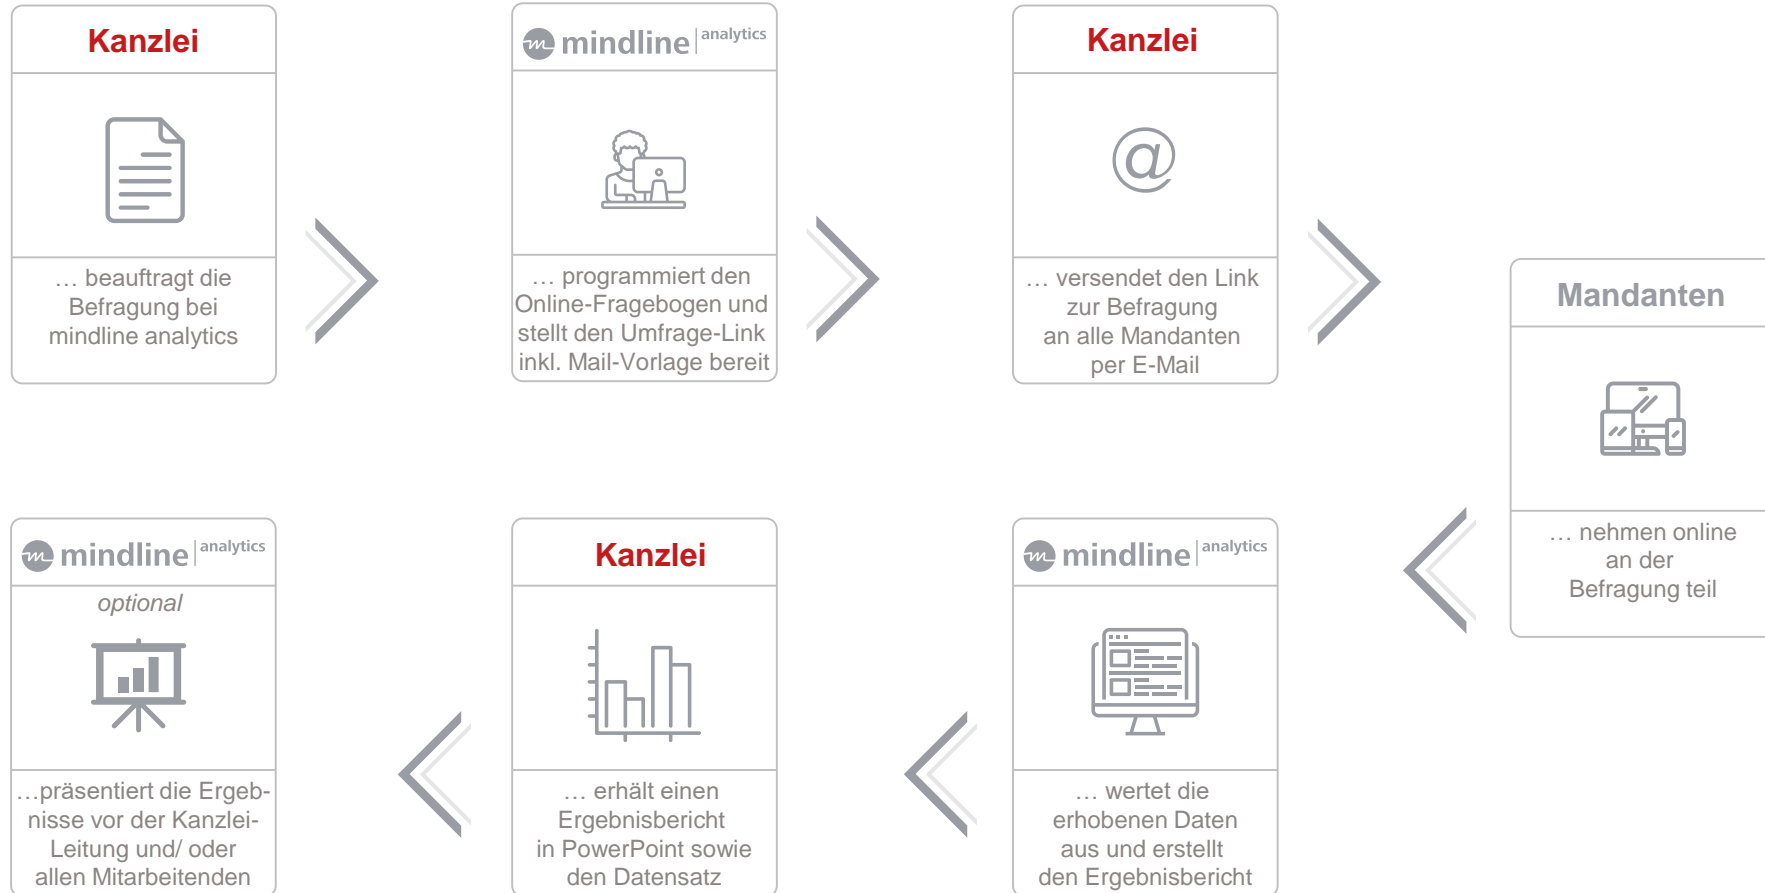 Kanzlei
… beauftragt die
Befragung bei
mindline analytics
mindline analytics
… programmiert den
Online-Fragebogen und
stellt den Umfrage-Link
inkl. Mail-Vorlage bereit
Kanzlei
@
… versendet den Link
zur Befragung
an alle Mandanten
per E-Mail
Mandanten
… nehmen online
an der
Befragung teil
mindline analytics
… wertet die
erhobenen Daten
aus und erstellt
den Ergebnisbericht
Kanzlei
… erhält einen
Ergebnisbericht
in PowerPoint sowie
den Datensatz
mindline analytics
optional
…präsentiert die Ergeb-
nisse vor der Kanzlei-
Leitung und/ oder
allen Mitarbeitenden